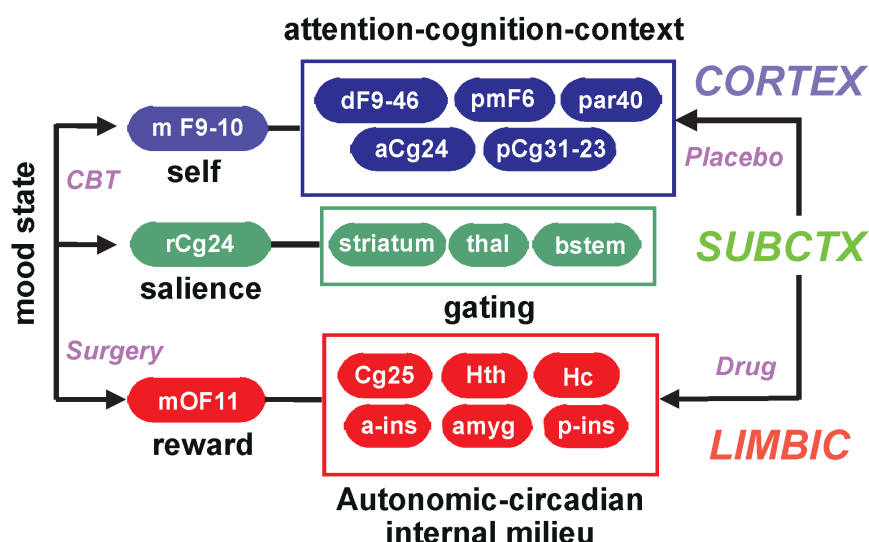 attention-cognition-context
CORTEX
dF9-46 pmF6 par40
m F9-10
aCg24 pCg31-23
Placebo
self
CBT
mood state
rCg24
striatum thal bstem
SUBCTX
salience
gating
Surgery
Drug
Cg25 Hth Hc
mOF11
a-ins amyg p-ins
reward
LIMBIC
Autonomic-circadian
internal milieu